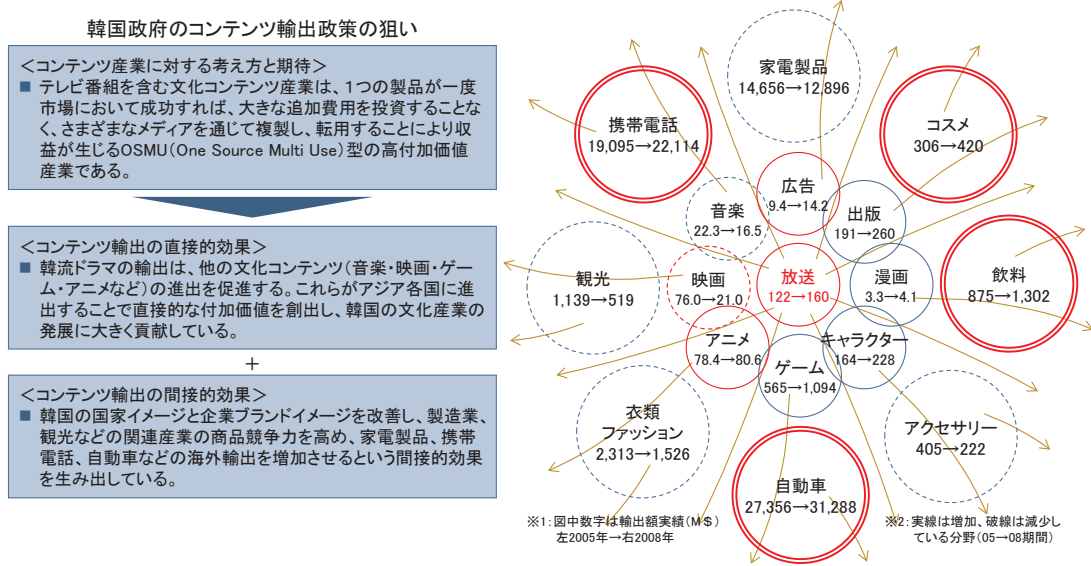 韓国政府のコンテンツ輸出政策の狙い
＜コンテンツ産業に対する考え方と期待＞
■ テレビ番組を含む文化コンテンツ産業は、1つの製品が一度
市場において成功すれば、大きな追加費用を投資することな
く、さまざまなメディアを通じて複製し、転用することにより収
益が生じるOSMU（One Source Multi Use）型の高付加価値
産業である。
＜コンテンツ輸出の直接的効果＞
■ 韓流ドラマの輸出は、他の文化コンテンツ（音楽・映画・ゲー
ム・アニメなど）の進出を促進する。これらがアジア各国に進
出することで直接的な付加価値を創出し、韓国の文化産業の
発展に大きく貢献している。
+
＜コンテンツ輸出の間接的効果＞
■ 韓国の国家イメージと企業ブランドイメージを改善し、製造業、
観光などの関連産業の商品競争力を高め、家電製品、携帯
電話、自動車などの海外輸出を増加させるという間接的効果
を生み出している。
家電製品
14,656→12,896
携帯電話
19,095→22,114
コスメ
306→420
広告
9.4→14.2
音楽
22.3→16.5
出版
191→260
観光
1,139→519
映画
76.0→21.0
放送
122→160
漫画
3.3→4.1
飲料
875→1,302
アニメ
78.4→80.6
キャラクター
164→228
ゲーム
565→1,094
衣類
ファッション
2,313→1,526
アクセサリー
405→222
自動車
27,356→31,288
※1：図中数字は輸出額実績（M＄）
左2005年→右2008年
※2：実線は増加、破線は減少し
ている分野（05→08期間）